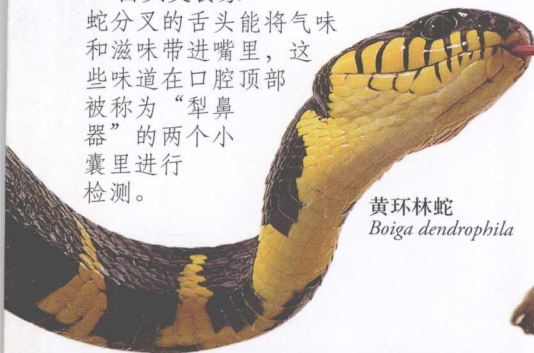 蛇分叉的舌头能将气味
和滋味带进嘴里，这
些味道在口腔顶部
被称为“犁鼻
器”的两个小
囊里进行
检测。
黄环林蛇
Boiga dendrophila